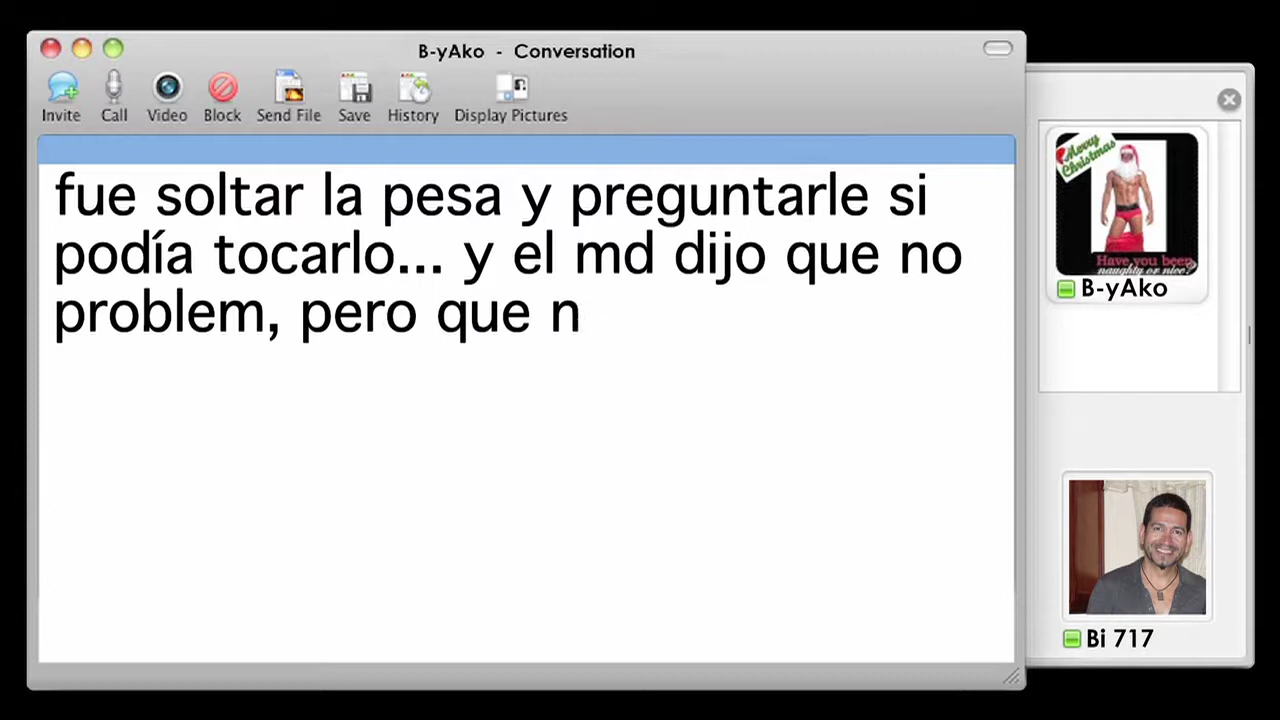 B-yAko - Conversation
Invite
Call
Video
Block
Send File
Save
History
Display Pictures
fue soltar la pesa y preguntarle si
podía tocarlo... y el md dijo que no
problem, pero que n
Merry
Christmas
Have you been
naughty or nice?
B-yAko
Bi 717